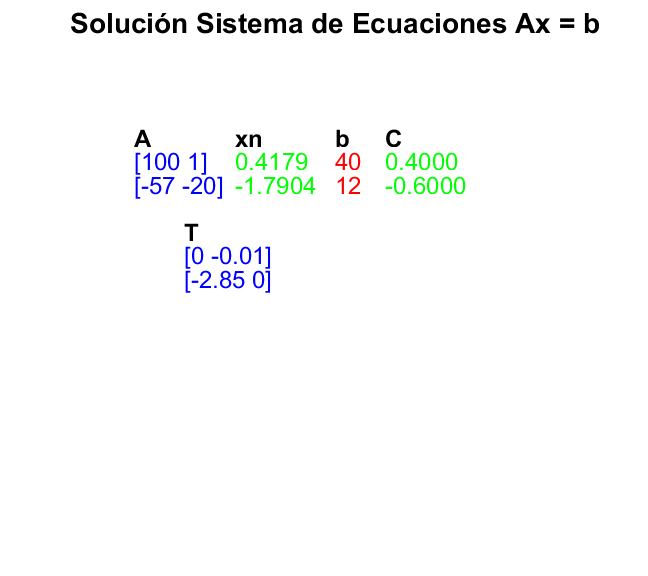 Solución Sistema de Ecuaciones Ax = b
A xn b C
[100 1] 0.4179 40 0.4000
[-57 -20] -1.7904 12 -0.6000
T
[0 -0.01]
[-2.85 0]